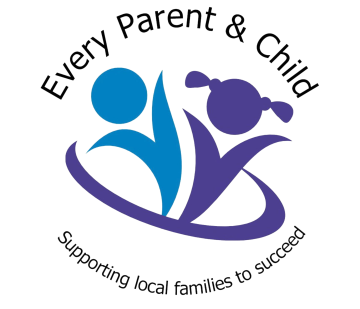 Every Parent & Child
Supporting local families to succeed